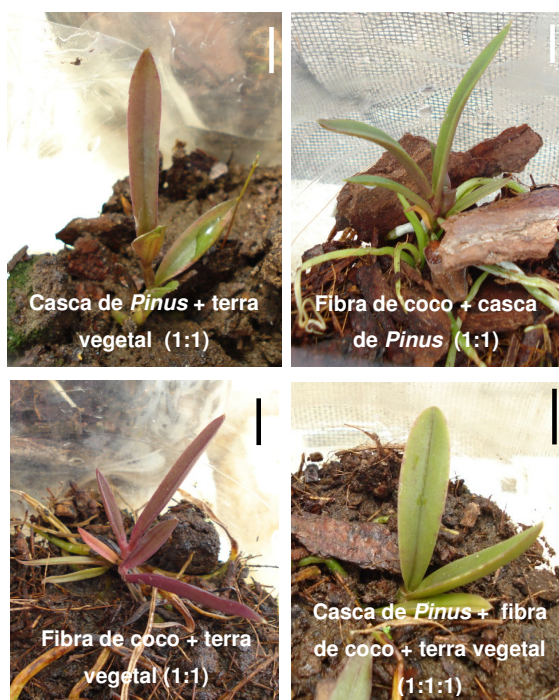 Casca de Pinus + terra
vegetal (1:1)
Fibra de coco + casca
de Pinus (1:1)
Fibra de coco + terra
vegetal (1:1)
Casca de Pinus + fibra
de coco + terra vegetal
(1:1:1)